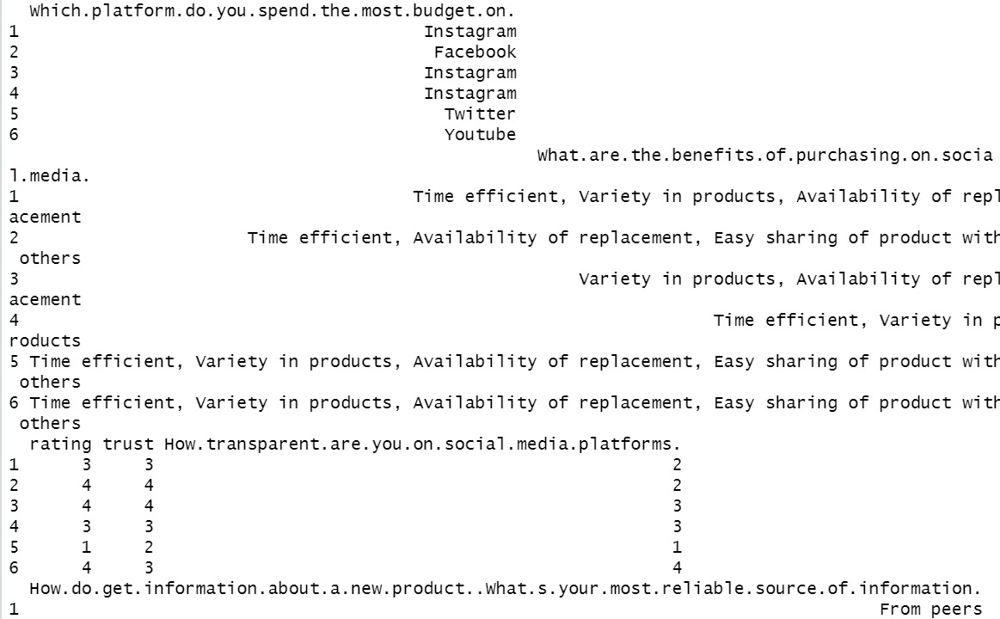 Which.platform.do.you.spend.the.most.budget.on.
1 Instagram
2 Facebook
3 Instagram
4 Instagram
5 Twitter
6 Youtube
What.are.the.benefits.of.purchasing.on.socia
l.media.
1 Time efficient, Variety in products, Availability of repl
acement
2 Time efficient, Availability of replacement, Easy sharing of product with
others
3 Variety in products, Availability of repl
acement
4 Time efficient, Variety in p
roducts
5 Time efficient, Variety in products, Availability of replacement, Easy sharing of product with
others
6 Time efficient, Variety in products, Availability of replacement, Easy sharing of product with
others
rating trust How.transparent.are.you.on.social.media.platforms.
1 3 3 2
2 4 4 2
3 4 4 3
4 3 3 3
5 1 2 1
6 4 3 4
How.do.get.information.about.a.new.product..What.s.your.most.reliable.source.of.information.
1 From peers